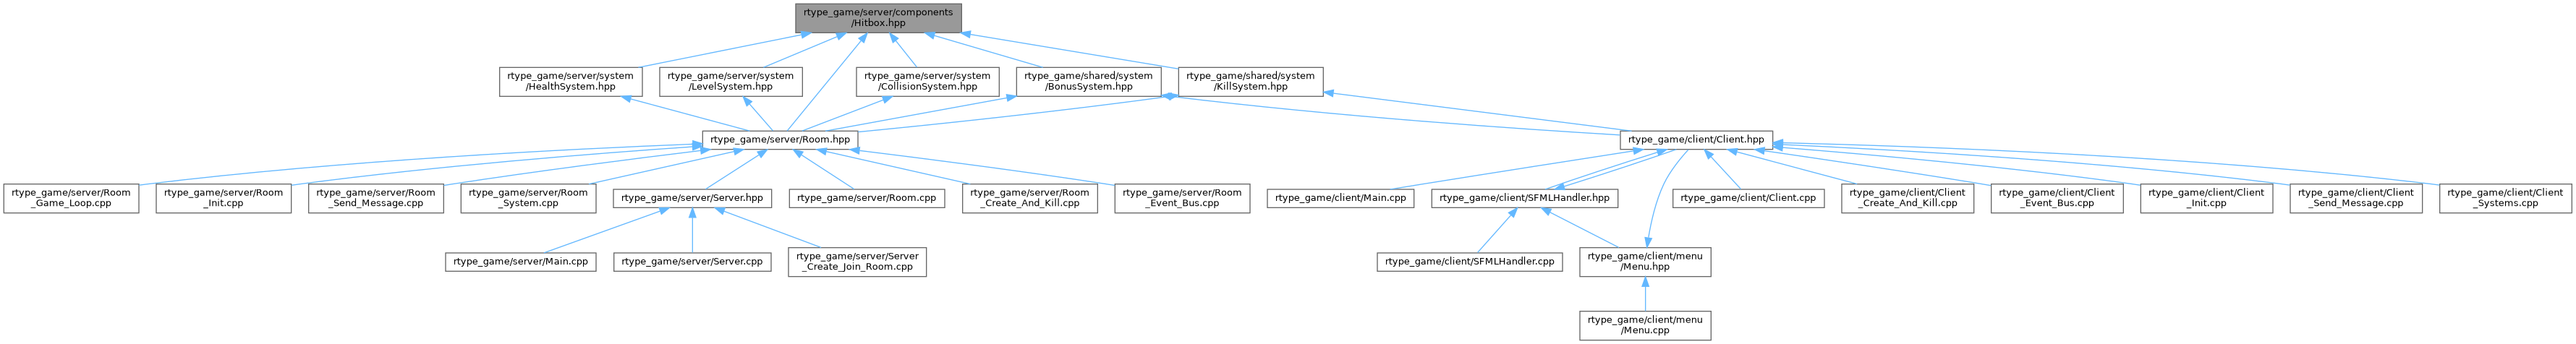 rtype_game/server/components
/Hitbox.hpp
rtype_game/server/system
/HealthSystem.hpp
rtype_game/server/system
/LevelSystem.hpp
rtype_game/server/system
/CollisionSystem.hpp
rtype_game/shared/system
/BonusSystem.hpp
rtype_game/shared/system
/KillSystem.hpp
rtype_game/server/Room.hpp
rtype_game/client/Client.hpp
rtype_game/server/Room
_Game_Loop.cpp
rtype_game/server/Room
_Init.cpp
rtype_game/server/Room
_Send_Message.cpp
rtype_game/server/Room
_System.cpp
rtype_game/server/Server.hpp
rtype_game/server/Room.cpp
rtype_game/server/Room
_Create_And_Kill.cpp
rtype_game/server/Room
_Event_Bus.cpp
rtype_game/client/Main.cpp
rtype_game/client/SFMLHandler.hpp
rtype_game/client/Client.cpp
rtype_game/client/Client
_Create_And_Kill.cpp
rtype_game/client/Client
_Event_Bus.cpp
rtype_game/client/Client
_Init.cpp
rtype_game/client/Client
_Send_Message.cpp
rtype_game/client/Client
_Systems.cpp
rtype_game/server/Main.cpp
rtype_game/server/Server.cpp
rtype_game/server/Server
_Create_Join_Room.cpp
rtype_game/client/SFMLHandler.cpp
rtype_game/client/menu
/Menu.hpp
rtype_game/client/menu
/Menu.cpp